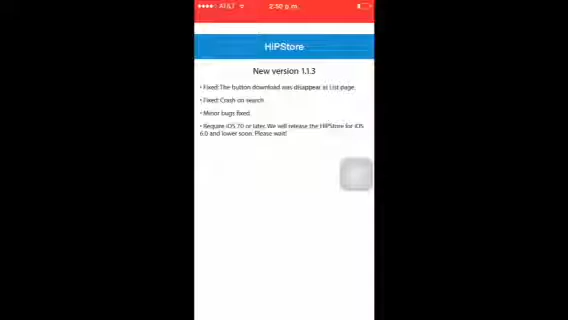 AT&T 2:50 p.m.
HiPStore
New version 1.1.3
• Fixed: The button download was disappear at List page.
• Fixed: Crash on search
• Minor bugs fixed.
• Require iOS 7.0 or later. We will release the HiPStore for iOS
6.0 and lower soon. Please wait!